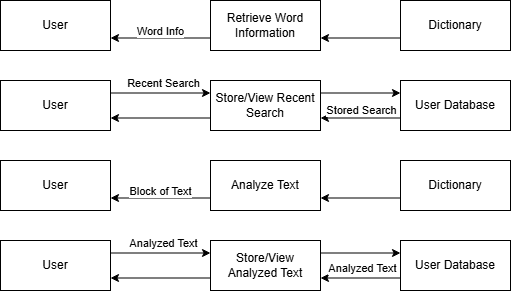 User
Word Info
Retrieve Word
Information
Dictionary
User
Recent Search
Store/View Recent
Search
Stored Search
User Database
User
Block of Text
Analyze Text
Dictionary
User
Analyzed Text
Store/View
Analyzed Text
Analyzed Text
User Database